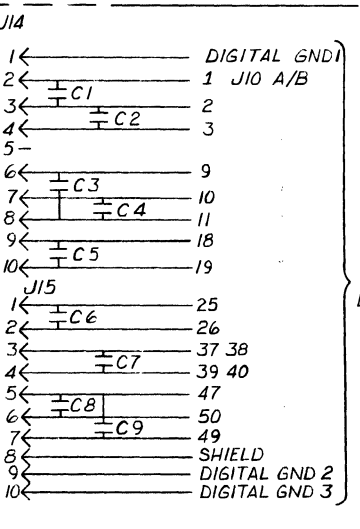 J14
1 DIGITAL GND1
2 1 J10 A/B
C1
3 2
C2
4 3
5
6 9
C3
7 10
C4
8 11
9 18
C5
10 19
J15
1 25
C6
2 26
3 37 38
C7
4 39 40
5 47
C8
6 50
C9
7 49
8 SHIELD
9 DIGITAL GND 2
10 DIGITAL GND 3